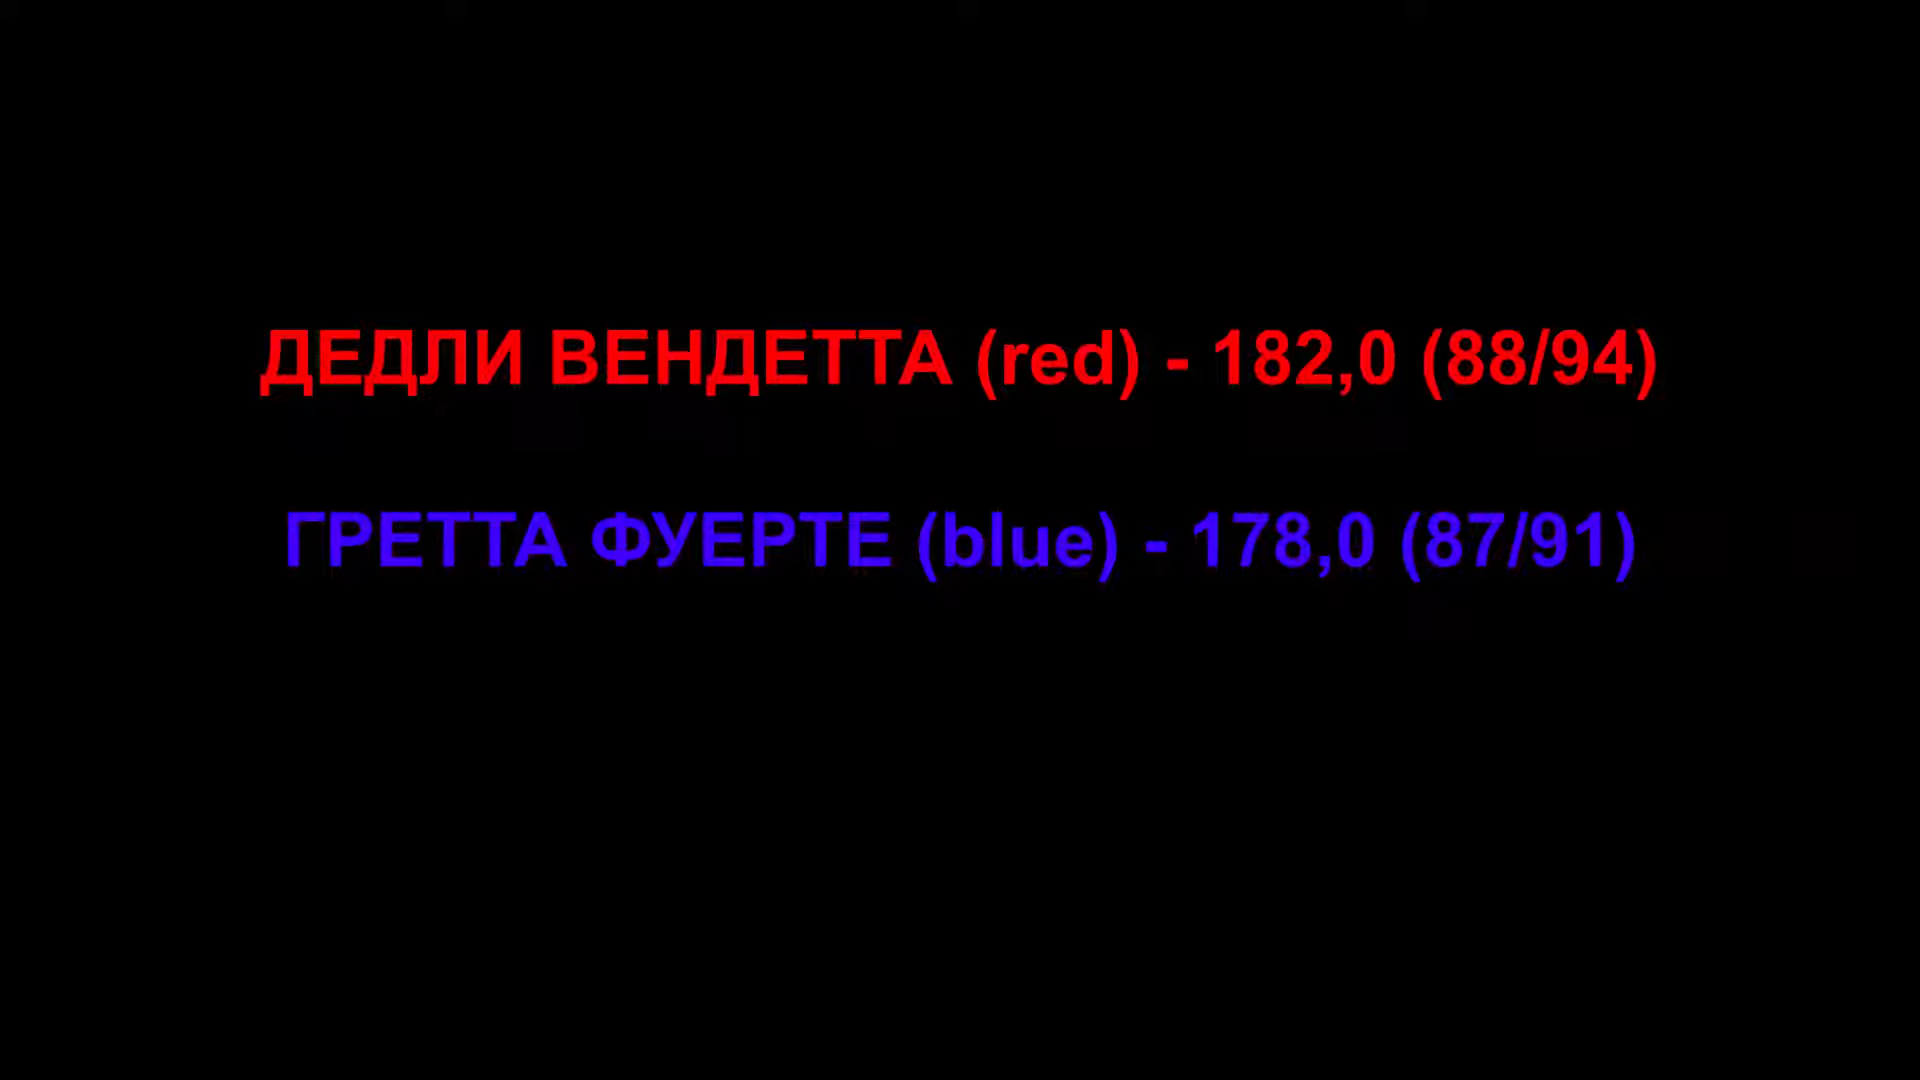 ДЕДЛИ ВЕНДЕТТА (red) - 182,0 (88/94)
ГРЕТТА ФУЕРТЕ (blue) - 178,0 (87/91)